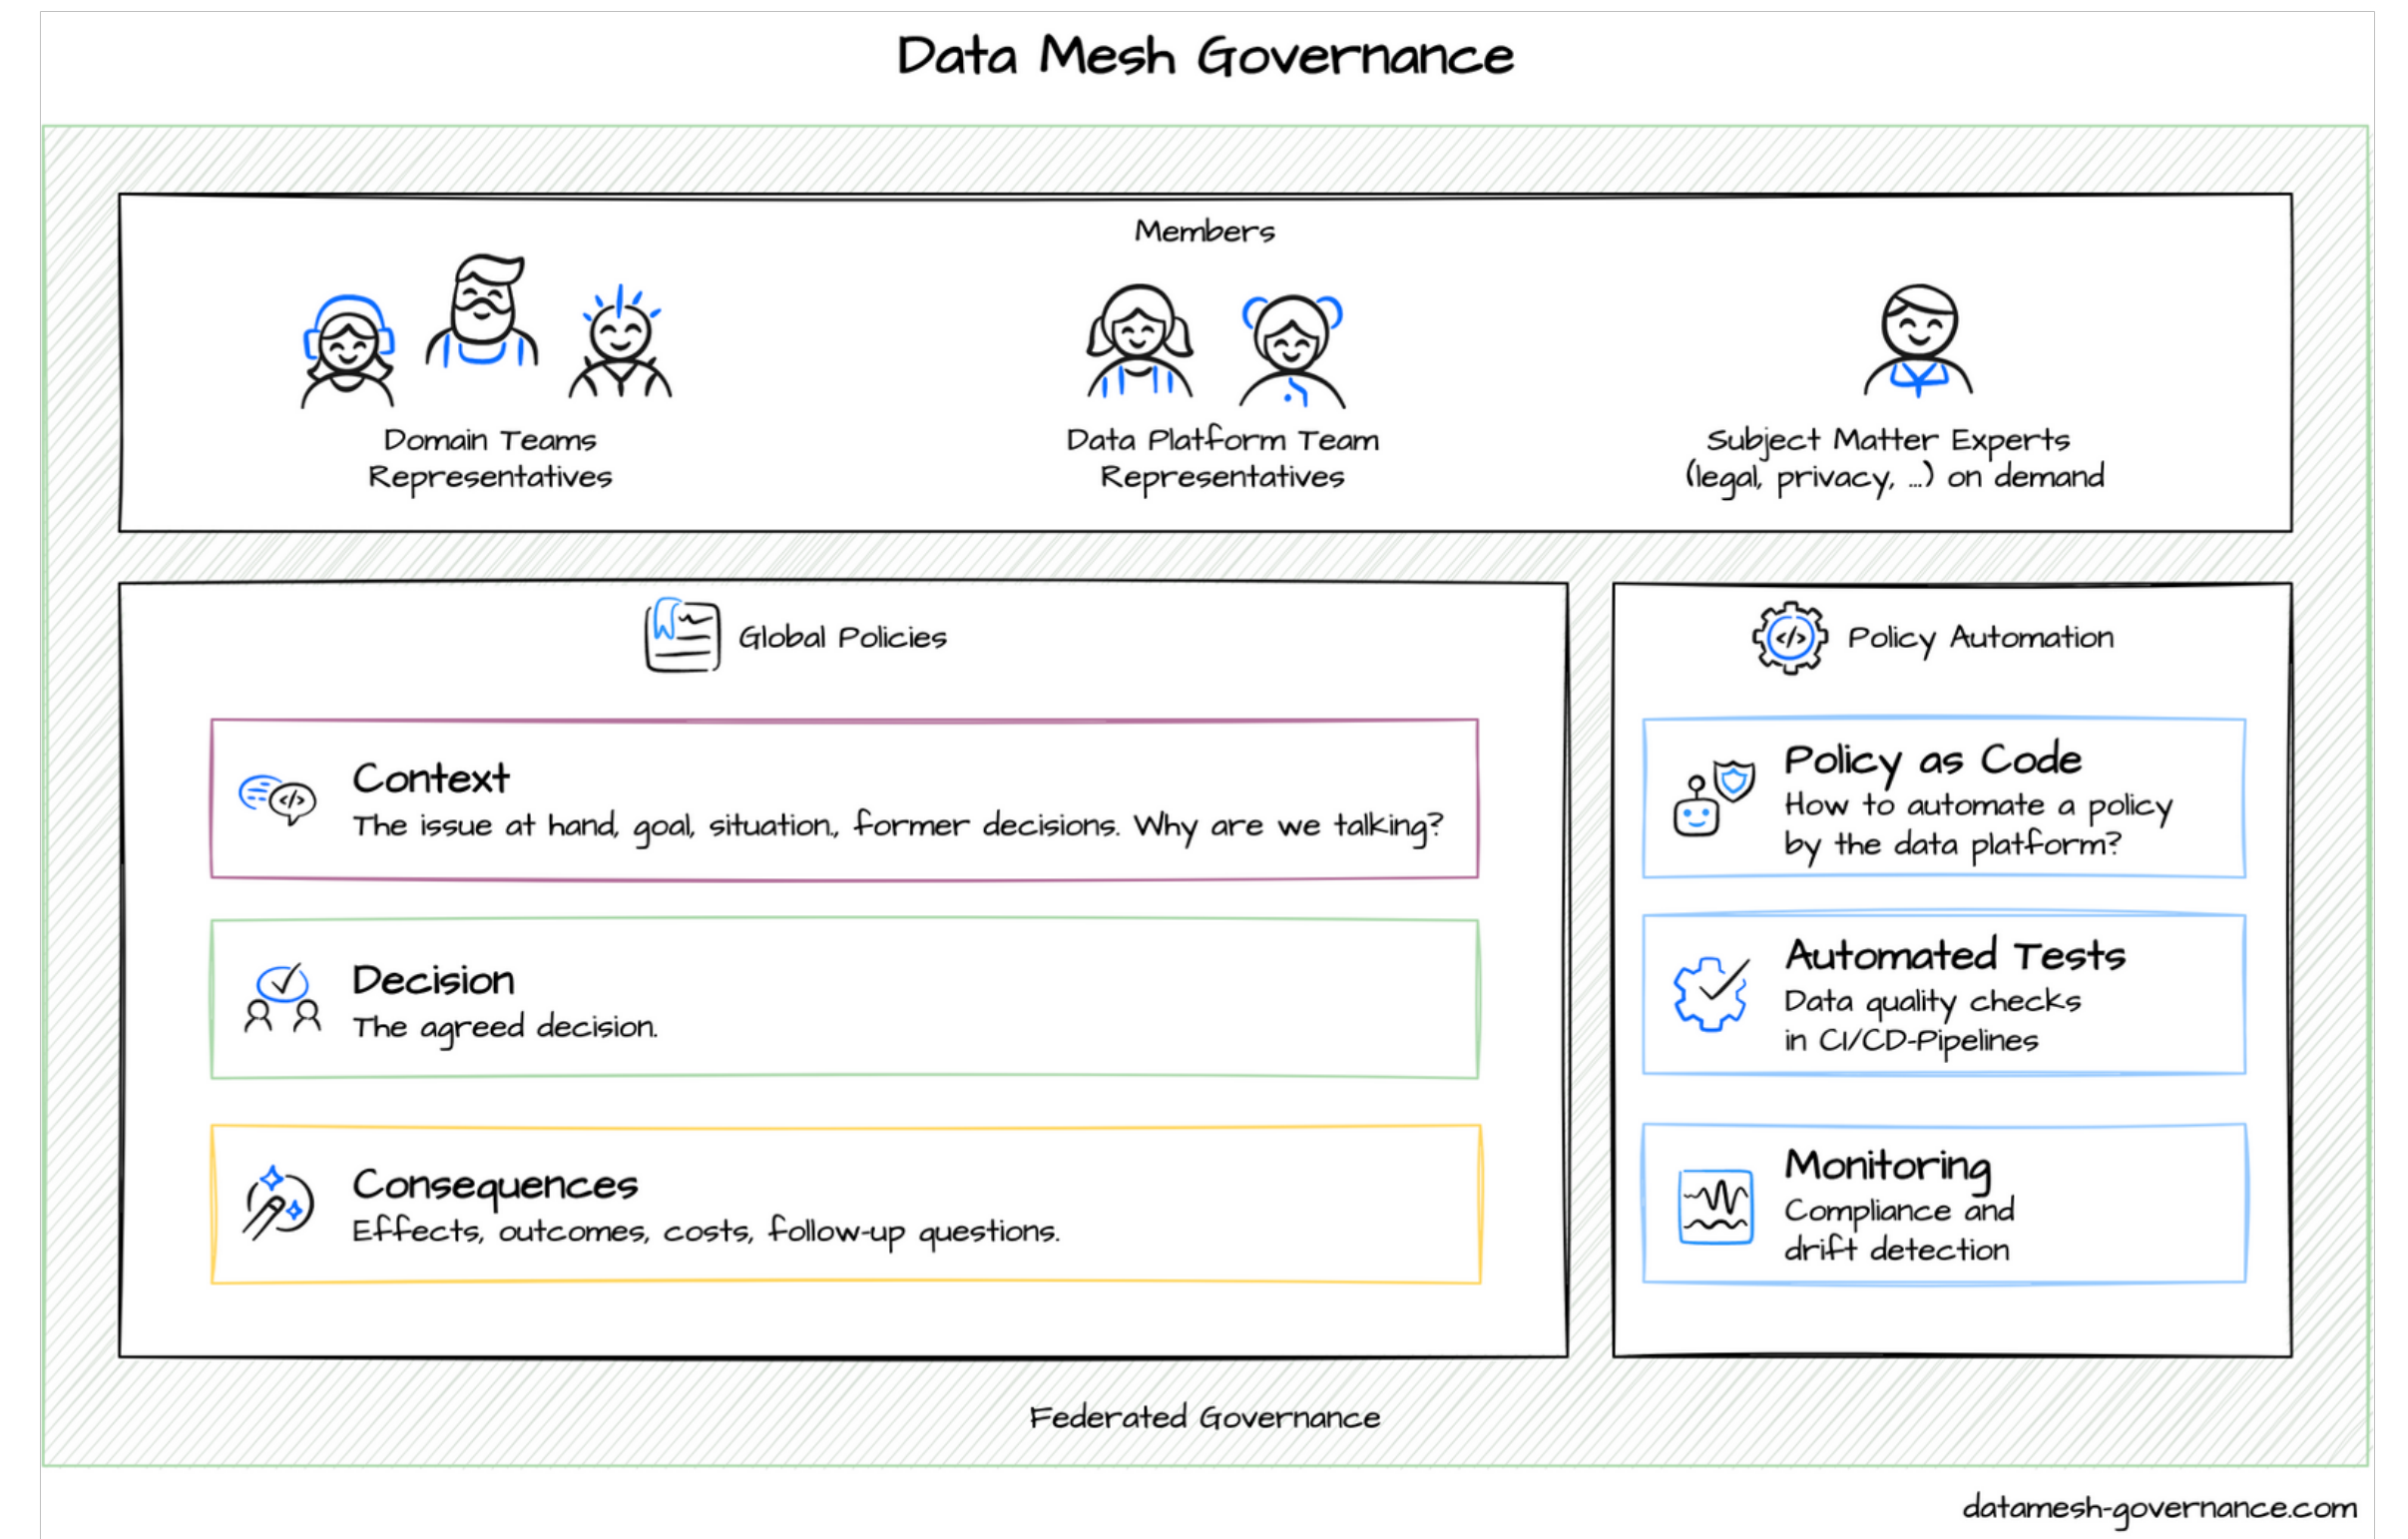 Data Mesh Governance
Members
Domain Teams
Representatives
Data Platform Team
Representatives
Subject Matter Experts
(legal, privacy, ...) on demand
Global Policies
Context
The issue at hand, goal, situation., former decisions. Why are we talking?
Decision
The agreed decision.
Consequences
Effects, outcomes, costs, follow-up questions.
Policy Automation
</>
Policy as Code
How to automate a policy
by the data platform?
Automated Tests
Data quality checks
in CI/CD-Pipelines
Monitoring
Compliance and
drift detection
Federated Governance
datamesh-governance.com